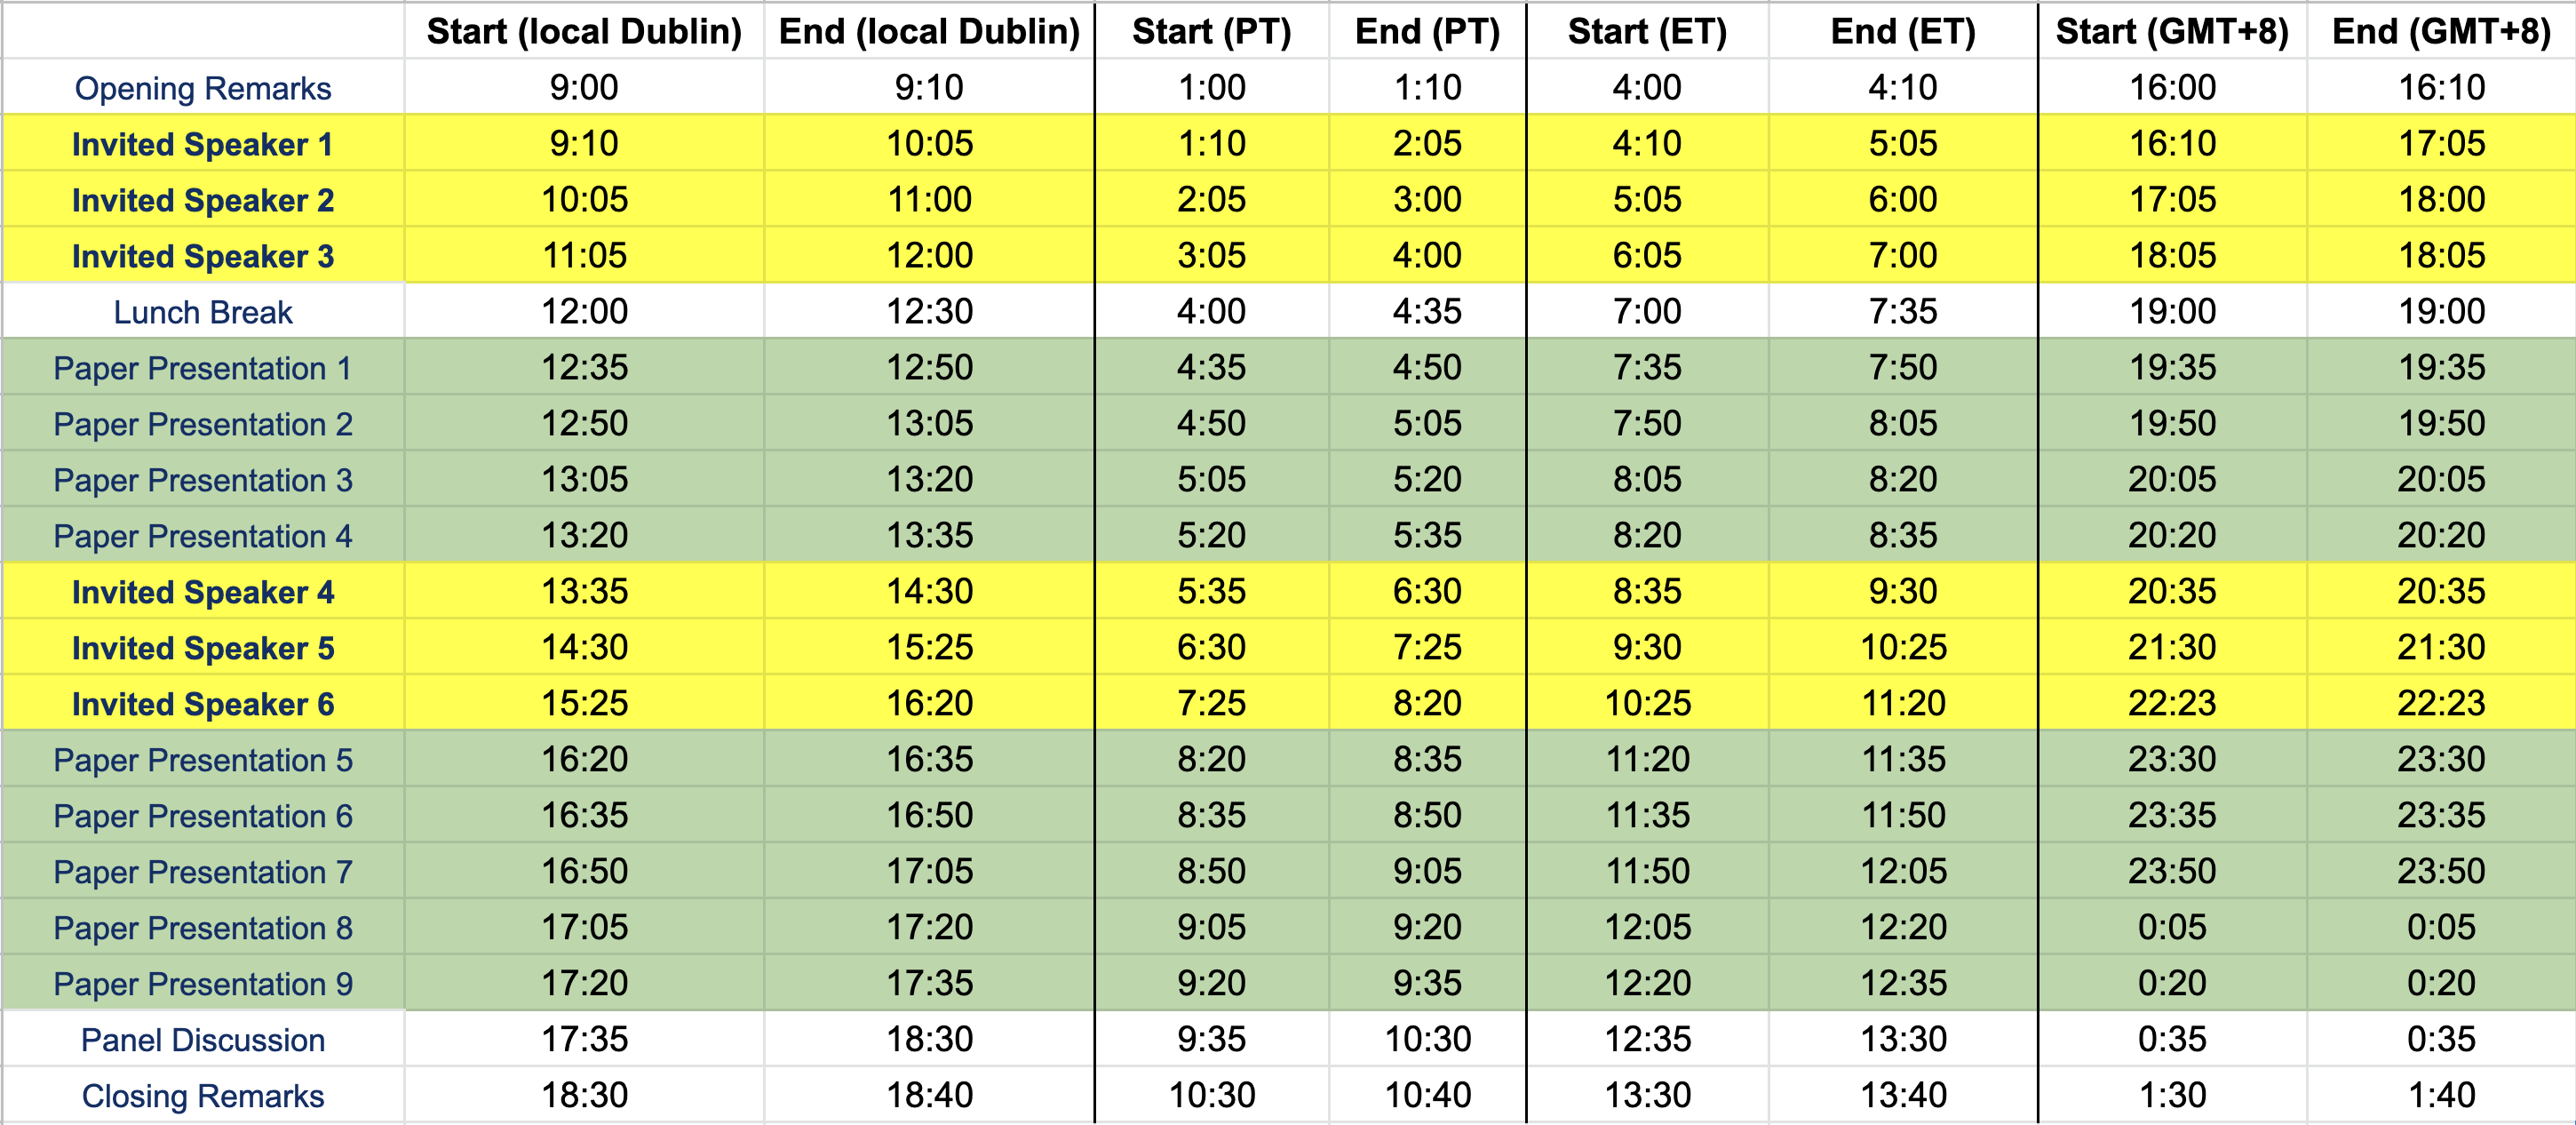 Start (local Dublin) End (local Dublin) Start (PT) End (PT) Start (ET) End (ET) Start (GMT+8) End (GMT+8)
Opening Remarks 9:00 9:10 1:00 1:10 4:00 4:10 16:00 16:10
Invited Speaker 1 9:10 10:05 1:10 2:05 4:10 5:05 16:10 17:05
Invited Speaker 2 10:05 11:00 2:05 3:00 5:05 6:00 17:05 18:00
Invited Speaker 3 11:05 12:00 3:05 4:00 6:05 7:00 18:05 18:05
Lunch Break 12:00 12:30 4:00 4:35 7:00 7:35 19:00 19:00
Paper Presentation 1 12:35 12:50 4:35 4:50 7:35 7:50 19:35 19:35
Paper Presentation 2 12:50 13:05 4:50 5:05 7:50 8:05 19:50 19:50
Paper Presentation 3 13:05 13:20 5:05 5:20 8:05 8:20 20:05 20:05
Paper Presentation 4 13:20 13:35 5:20 5:35 8:20 8:35 20:20 20:20
Invited Speaker 4 13:35 14:30 5:35 6:30 8:35 9:30 20:35 20:35
Invited Speaker 5 14:30 15:25 6:30 7:25 9:30 10:25 21:30 21:30
Invited Speaker 6 15:25 16:20 7:25 8:20 10:25 11:20 22:23 22:23
Paper Presentation 5 16:20 16:35 8:20 8:35 11:20 11:35 23:30 23:30
Paper Presentation 6 16:35 16:50 8:35 8:50 11:35 11:50 23:35 23:35
Paper Presentation 7 16:50 17:05 8:50 9:05 11:50 12:05 23:50 23:50
Paper Presentation 8 17:05 17:20 9:05 9:20 12:05 12:20 0:05 0:05
Paper Presentation 9 17:20 17:35 9:20 9:35 12:20 12:35 0:20 0:20
Panel Discussion 17:35 18:30 9:35 10:30 12:35 13:30 0:35 0:35
Closing Remarks 18:30 18:40 10:30 10:40 13:30 13:40 1:30 1:40